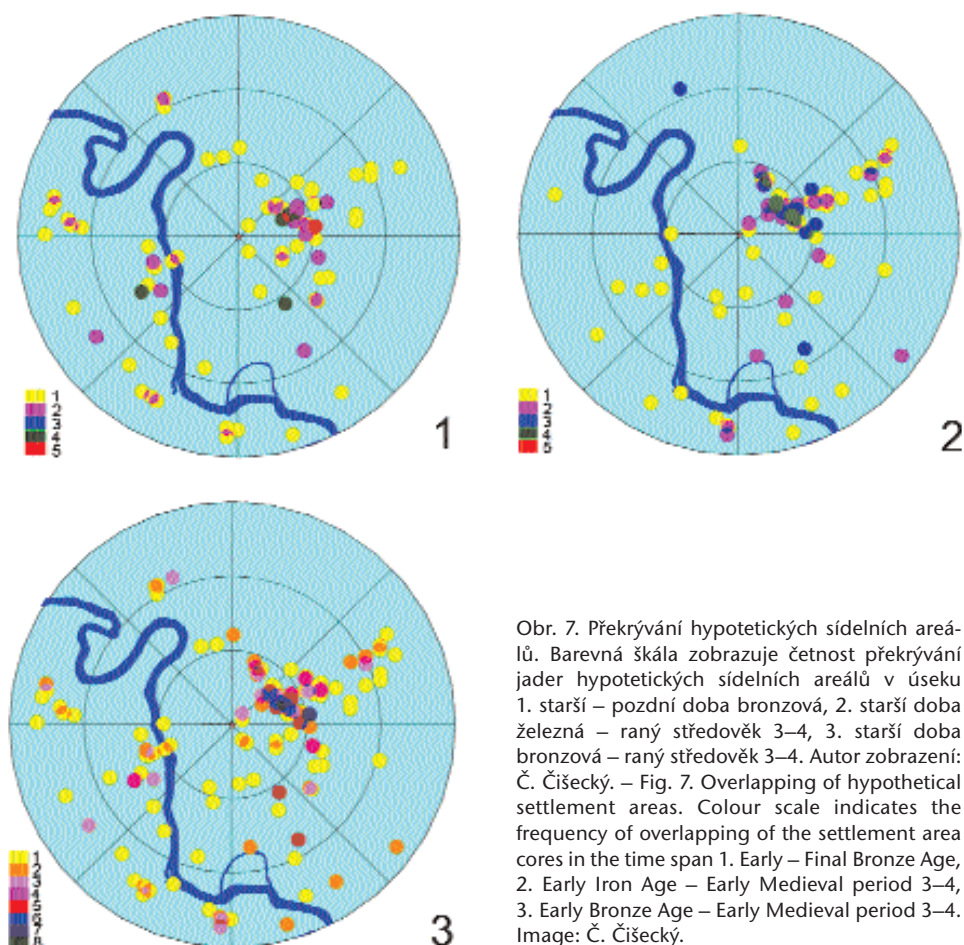 1
2
3
4
5
1
1
2
3
4
5
2
1
2
3
4
5
6
7
8
3
Obr. 7. Překrývání hypotetických sídelních areá-
lů. Barevná škála zobrazuje četnost překrývání
jader hypotetických sídelních areálů v úseku
1. starší – pozdní doba bronzová, 2. starší doba
železná – raný středověk 3–4, 3. starší doba
bronzová – raný středověk 3–4. Autor zobrazení:
Č. Čišecký. – Fig. 7. Overlapping of hypothetical
settlement areas. Colour scale indicates the
frequency of overlapping of the settlement area
cores in the time span 1. Early – Final Bronze Age,
2. Early Iron Age – Early Medieval period 3–4,
3. Early Bronze Age – Early Medieval period 3–4.
Image: Č. Čišecký.